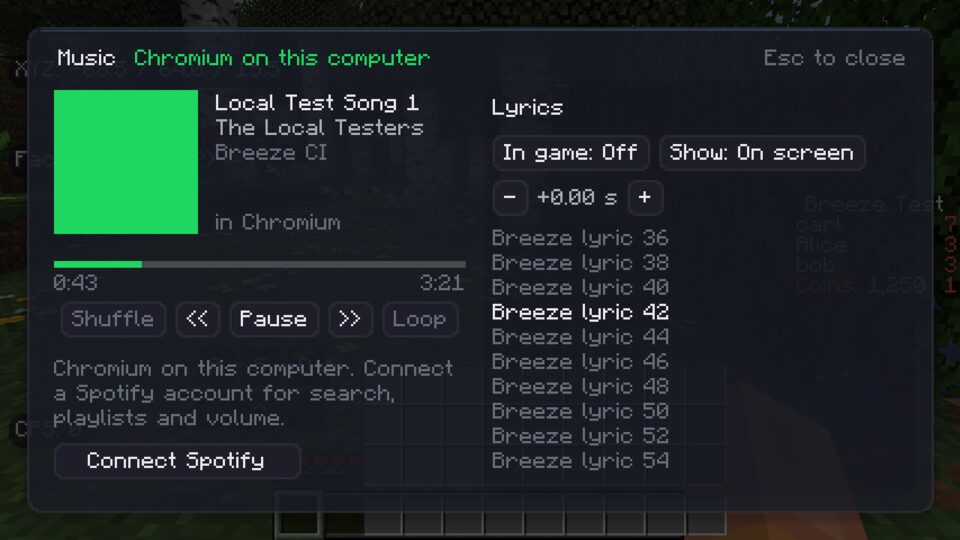 Music Chromium on this computer
Esc to close
Local Test Song 1
The Local Testers
Breeze CI
in Chromium
0:43
3:21
Shuffle
<<
Pause
>>
Loop
Chromium on this computer. Connect
a Spotify account for search,
playlists and volume.
Connect Spotify
Lyrics
In game: Off
Show: On screen
-
+0.00 s
+
Breeze lyric 36
Breeze lyric 38
Breeze lyric 40
Breeze lyric 42
Breeze lyric 44
Breeze lyric 46
Breeze lyric 48
Breeze lyric 50
Breeze lyric 52
Breeze lyric 54
Breeze Test
carl 7
Alice 3
bob 3
Coins 1,250 1